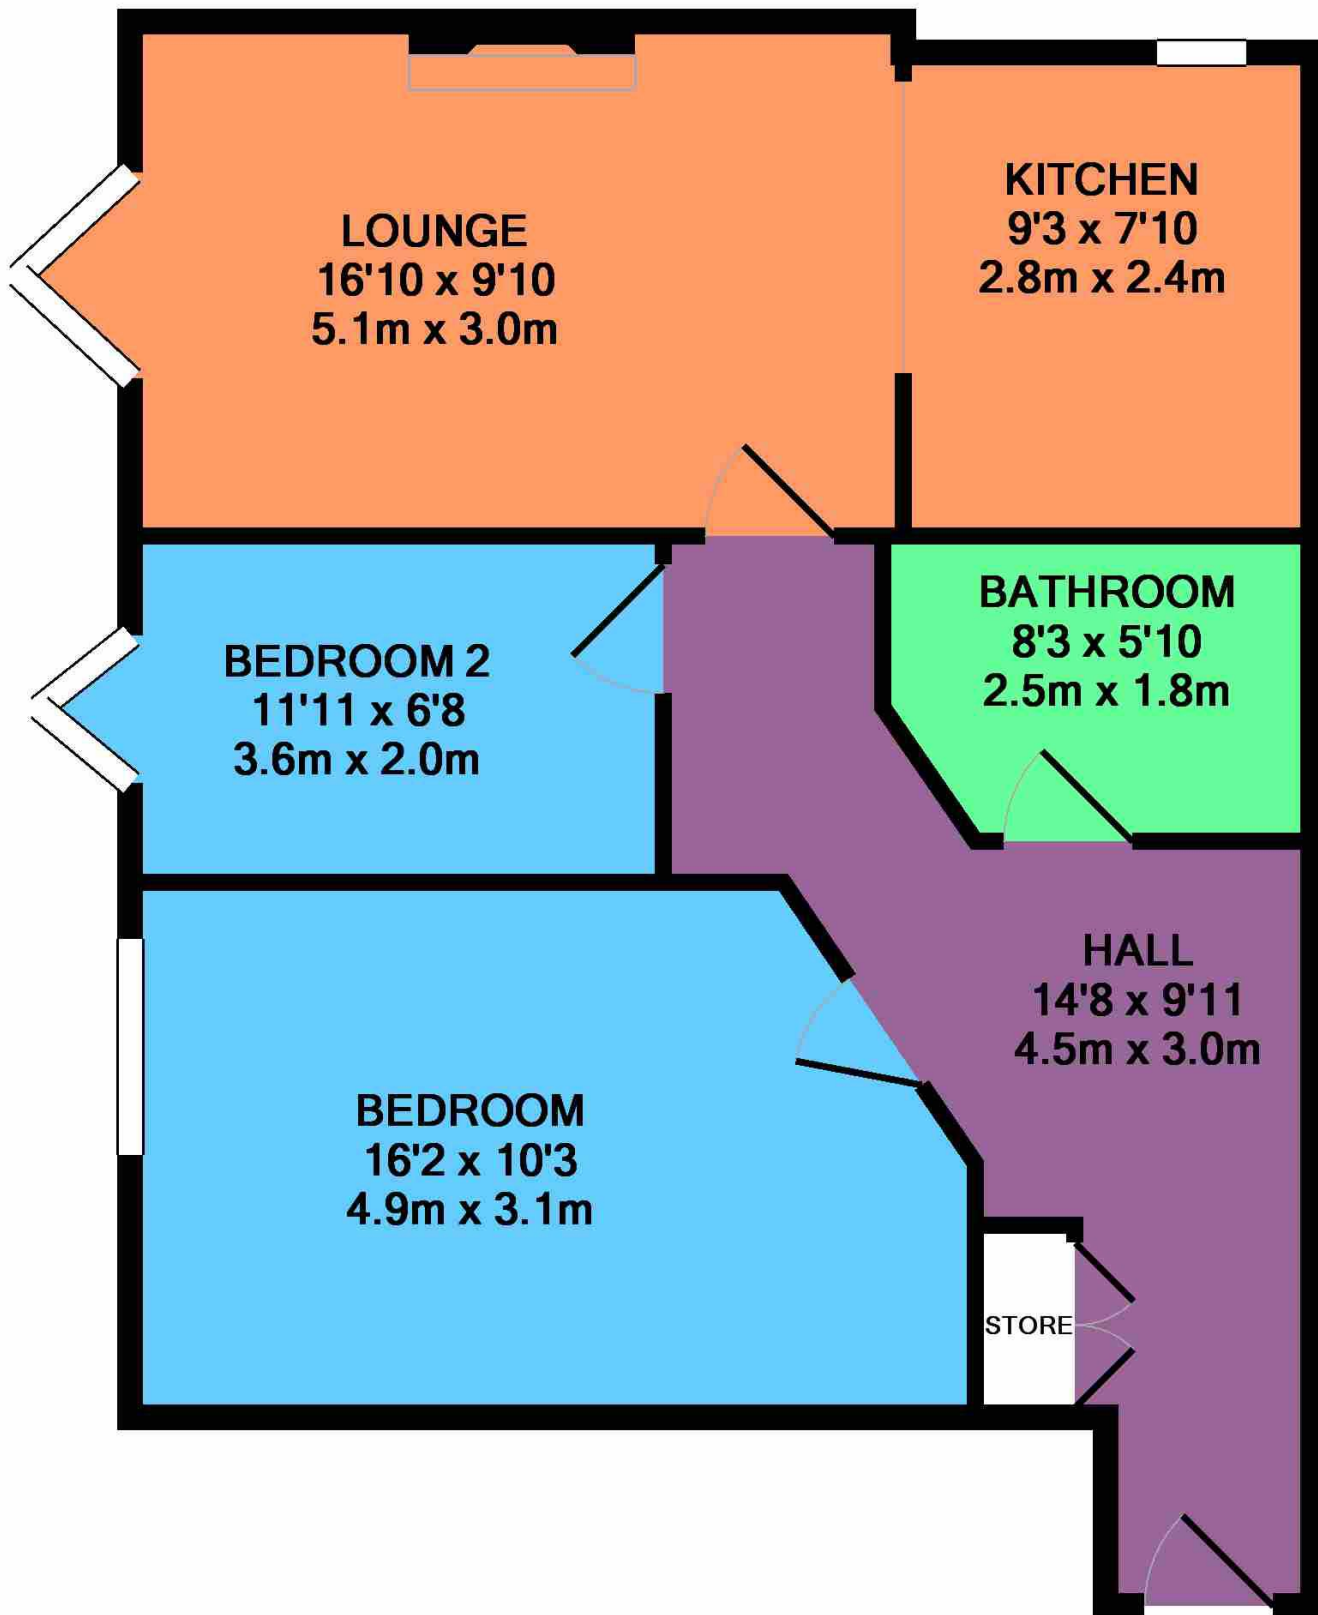 LOUNGE
16'10 x 9'10
5.1m x 3.0m
KITCHEN
9'3 x 7'10
2.8m x 2.4m
BEDROOM 2
11'11 x 6'8
3.6m x 2.0m
BATHROOM
8'3 x 5'10
2.5m x 1.8m
HALL
14'8 x 9'11
4.5m x 3.0m
BEDROOM
16'2 x 10'3
4.9m x 3.1m
STORE